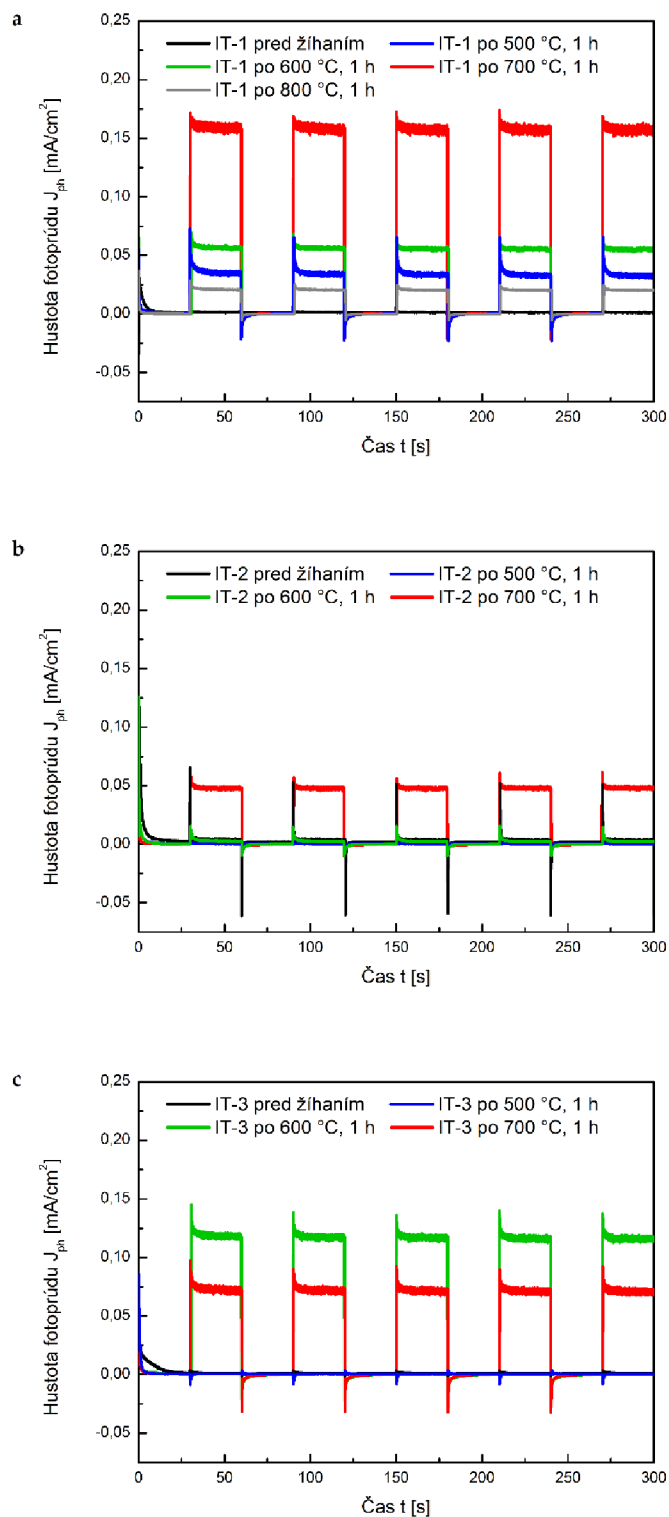 a
0,25
0,20
0,15
0,10
0,05
0,00
-0,05
Hustota fotoprúdu J_ph [mA/cm²]
IT-1 pred žíhaním
IT-1 po 500 °C, 1 h
IT-1 po 600 °C, 1 h
IT-1 po 700 °C, 1 h
IT-1 po 800 °C, 1 h
0 50 100 150 200 250 300
Čas t [s]
b
0,25
0,20
0,15
0,10
0,05
0,00
-0,05
Hustota fotoprúdu J_ph [mA/cm²]
IT-2 pred žíhaním
IT-2 po 500 °C, 1 h
IT-2 po 600 °C, 1 h
IT-2 po 700 °C, 1 h
0 50 100 150 200 250 300
Čas t [s]
c
0,25
0,20
0,15
0,10
0,05
0,00
-0,05
Hustota fotoprúdu J_ph [mA/cm²]
IT-3 pred žíhaním
IT-3 po 500 °C, 1 h
IT-3 po 600 °C, 1 h
IT-3 po 700 °C, 1 h
0 50 100 150 200 250 300
Čas t [s]